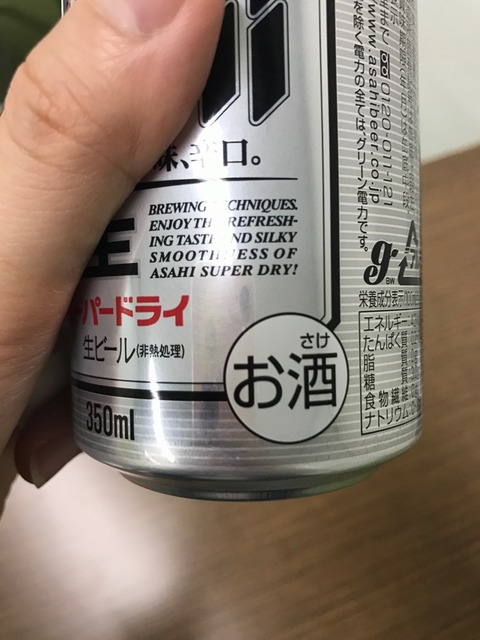 味、辛口。
BREWING TECHNIQUES.
ENJOY THE REFRESH-
ING TASTE AND SILKY
SMOOTHNESS OF
ASAHI SUPER DRY!
生
ーパードライ
生ビール(非熱処理)
350ml
さけ
お酒
0120-011-121
www.asahibeer.co.jp
を除く電力の全ては、グリーン電力です。
g
BW
栄養成分表示
エネルギー
たんぱく質
脂 質
糖 質
食物繊維
ナトリウム